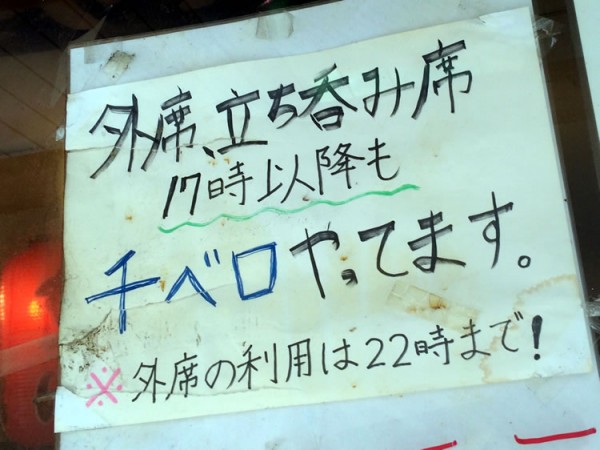 外席、立ち呑み席
17時以降も
チベロやってます。
※外席の利用は22時まで!